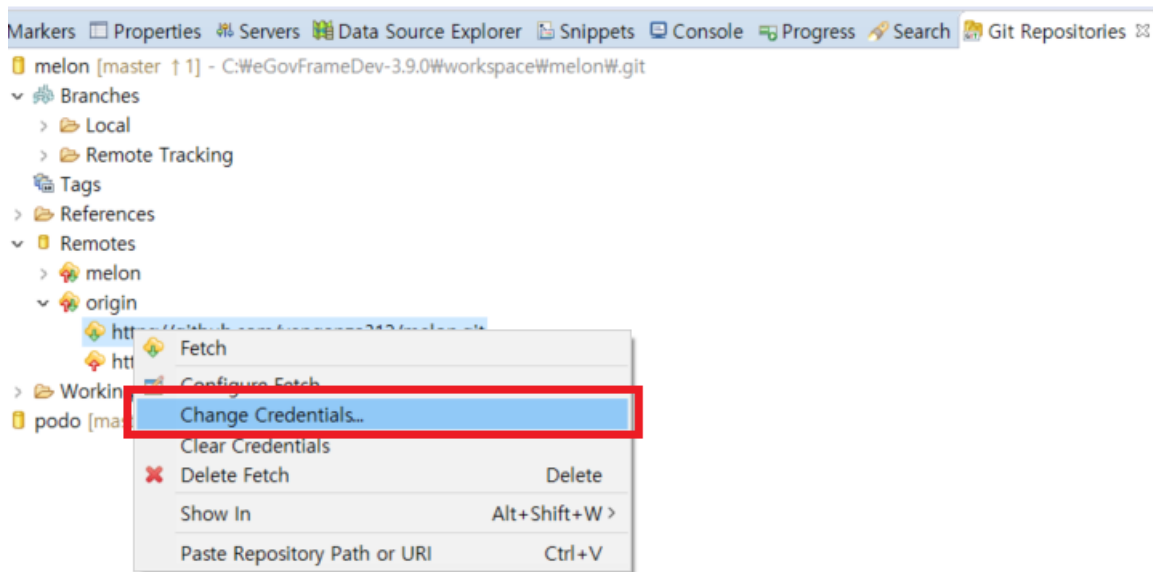 Markers Properties Servers Data Source Explorer Snippets Console Progress Search Git Repositories
melon [master ↑ 1] - C:₩eGovFrameDev-3.9.0₩workspace₩melon₩.git
Branches
Local
Remote Tracking
Tags
References
Remotes
melon
origin
Fetch
Configure Fetch
Change Credentials...
Clear Credentials
podo
Delete Fetch Delete
Show In Alt+Shift+W >
Paste Repository Path or URI Ctrl+V